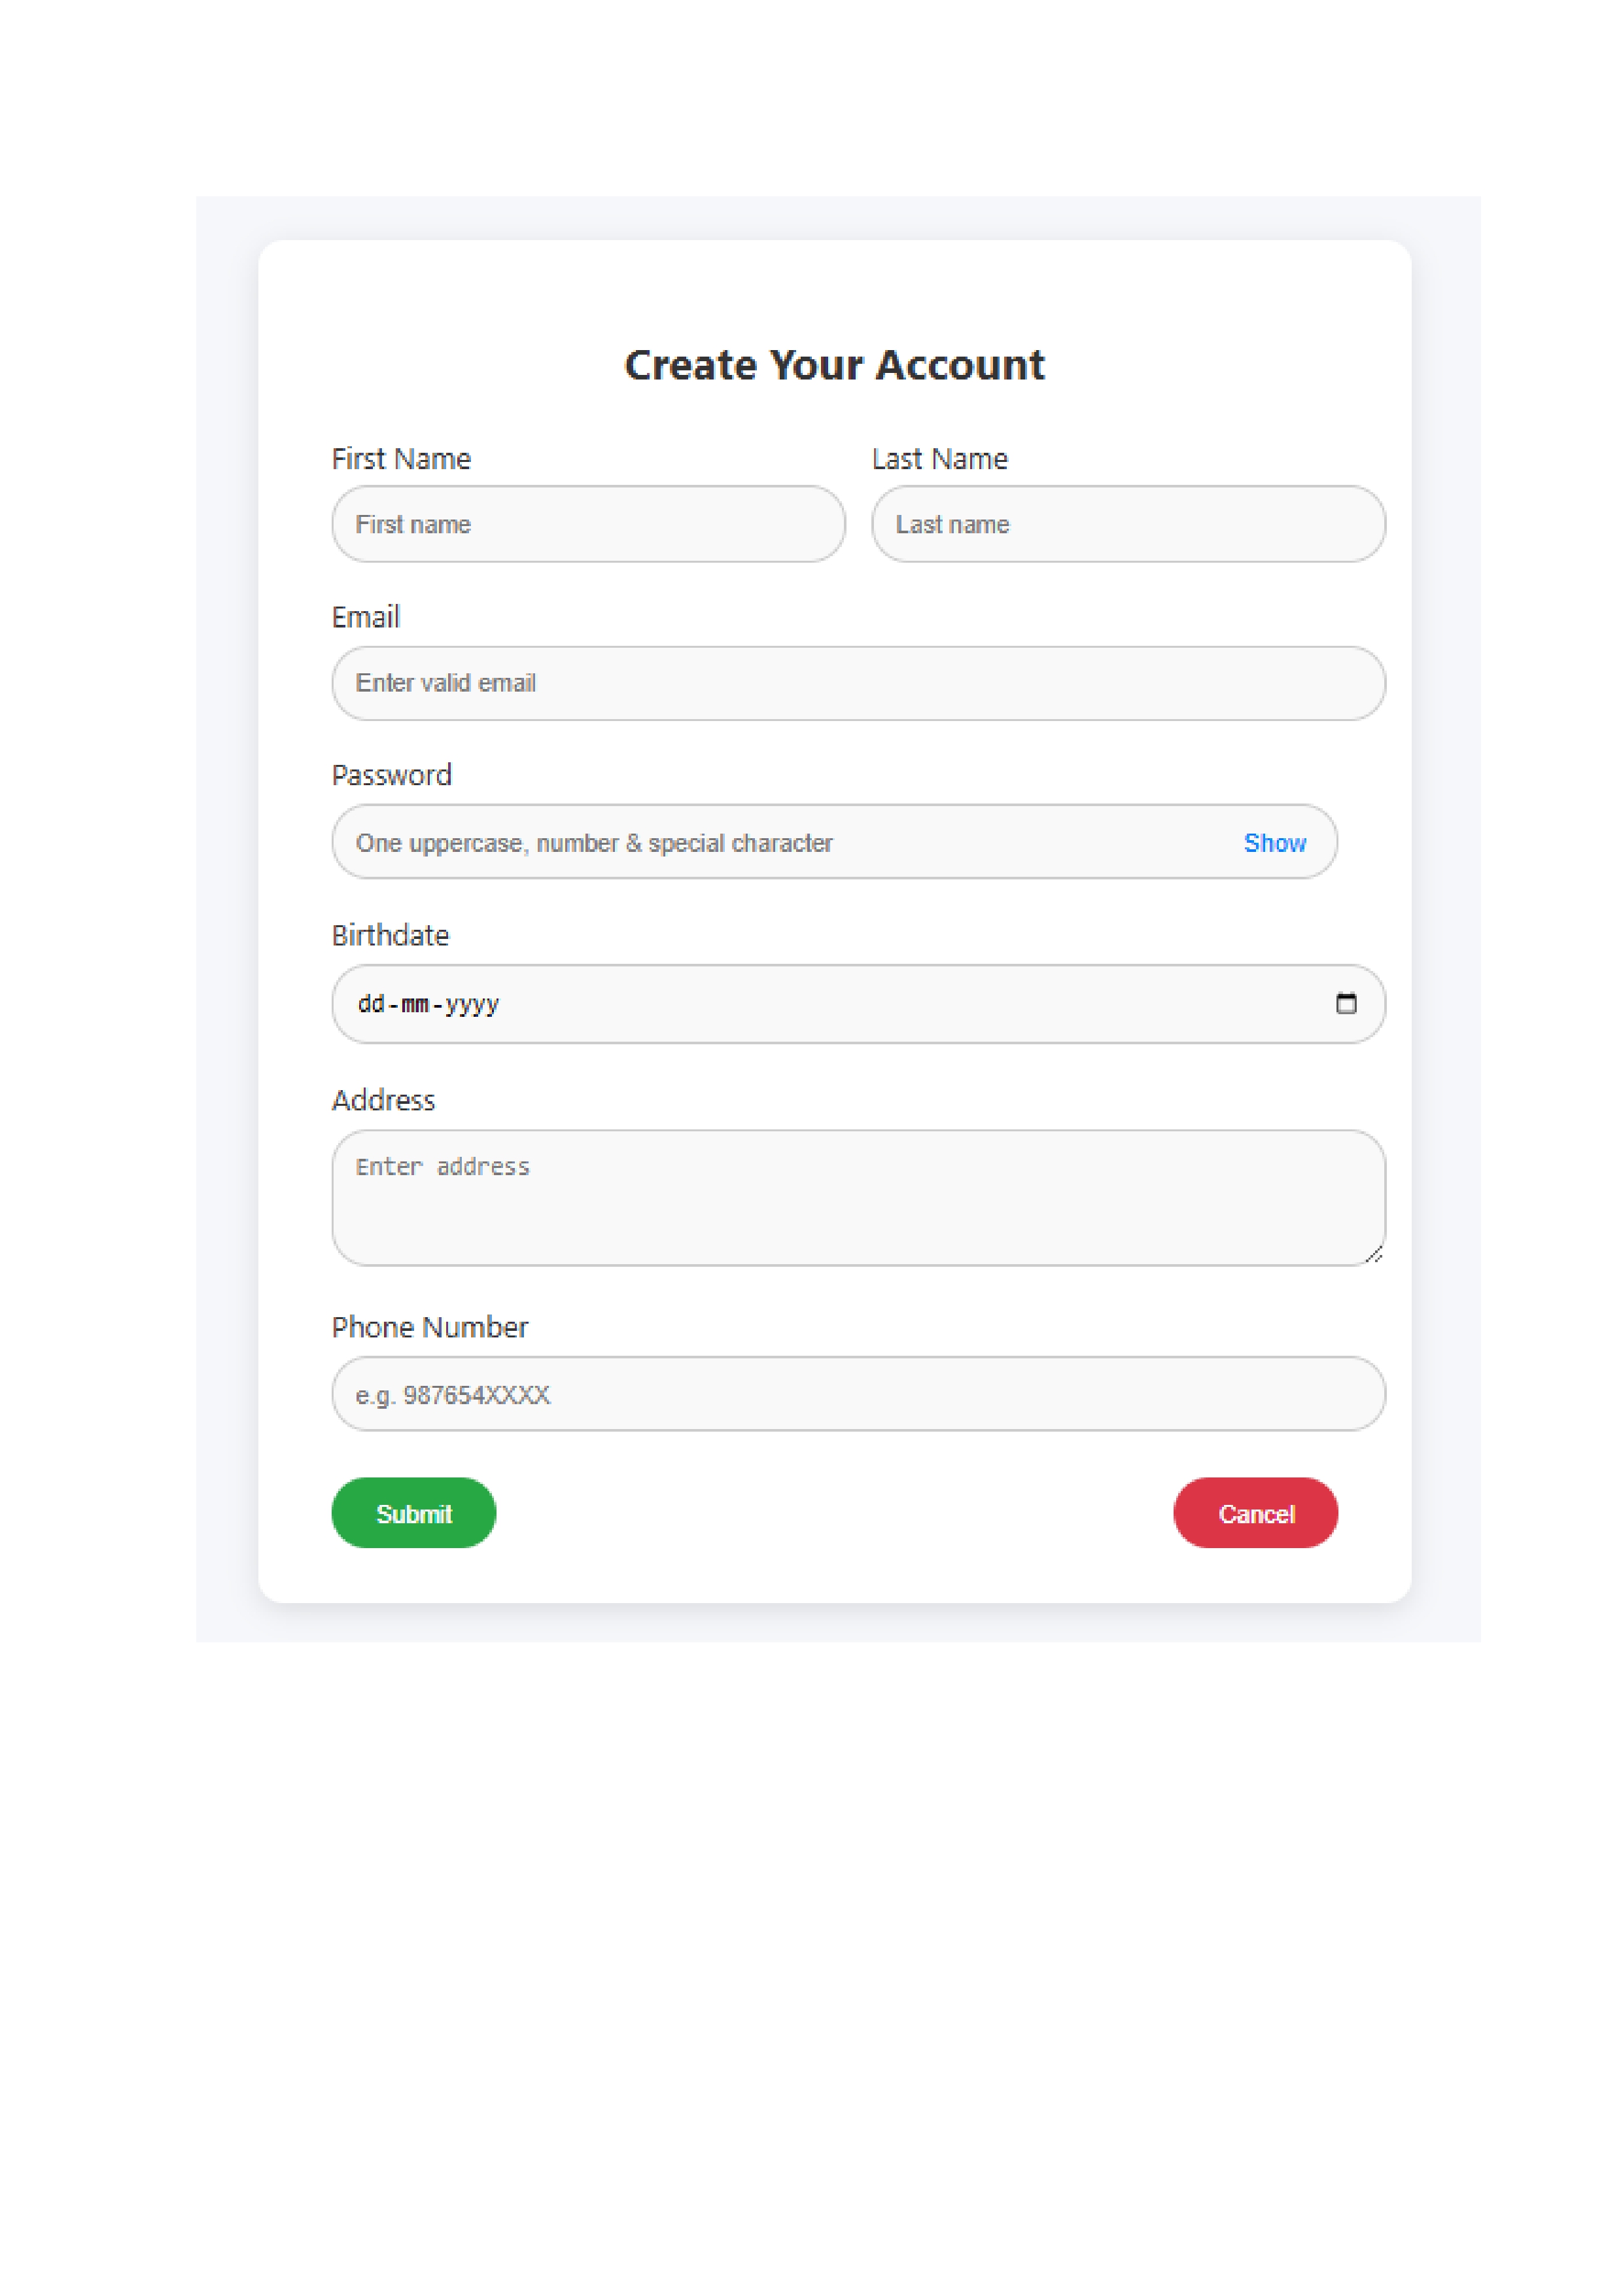 Create Your Account
First Name Last Name
First name Last name
Email
Enter valid email
Password
One uppercase, number & special character Show
Birthdate
dd-mm-yyyy
Address
Enter address
Phone Number
e.g. 987654XXXX
Submit Cancel